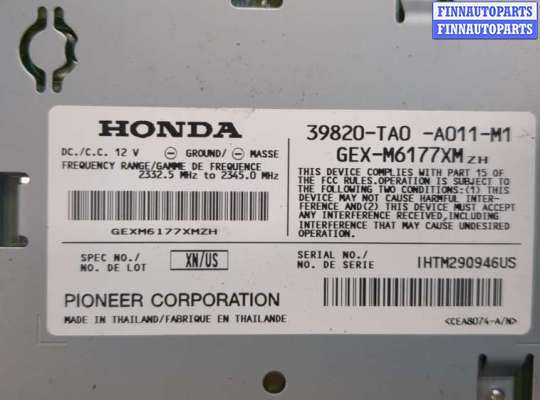 FINNAUTOPARTS
FINNAUTOPARTS
HONDA
39820-TA0 -A011-M1
GEX-M6177XM ZH
DC./C.C. 12 V ⊖ GROUND/ ⊖ MASSE
FREQUENCY RANGE/GAMME DE FREQUENCE
2332.5 MHz to 2345.0 MHz
THIS DEVICE COMPLIES WITH PART 15 OF
THE FCC RULES.OPERATION IS SUBJECT TO
THE FOLLOWING TWO CONDITIONS:(1) THIS
DEVICE MAY NOT CAUSE HARMFUL INTER-
FERENCE,AND(2) THIS DEVICE MUST ACCEPT
ANY INTERFERENCE RECEIVED,INCLUDING
INTERFERENCE THAT MAY CAUSE UNDESIRED
OPERATION.
GEXM6177XMZH
SPEC NO./
NO. DE LOT
XN/US
SERIAL NO./
NO. DE SERIE
IHTM290946US
PIONEER CORPORATION
MADE IN THAILAND/FABRIQUE EN THAILANDE
<CEA8074-A/N>